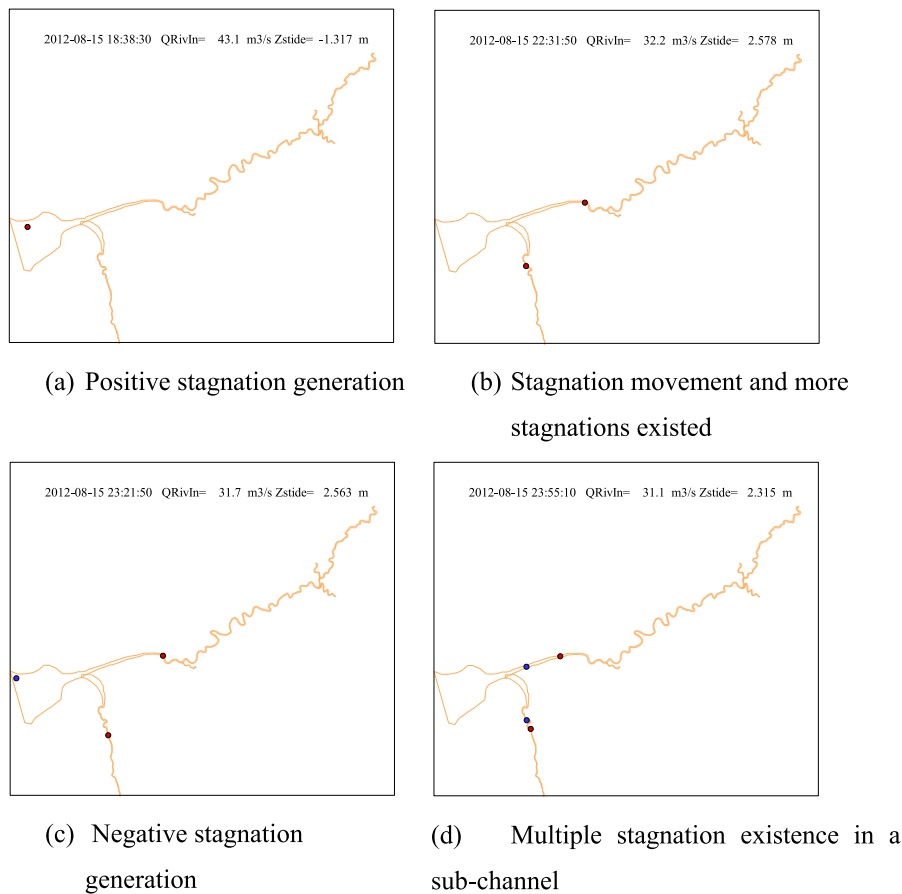 2012-08-15 18:38:30 QRivIn= 43.1 m3/s Zstide= -1.317 m
2012-08-15 22:31:50 QRivIn= 32.2 m3/s Zstide= 2.578 m
(a) Positive stagnation generation
(b) Stagnation movement and more
stagnations existed
2012-08-15 23:21:50 QRivIn= 31.7 m3/s Zstide= 2.563 m
2012-08-15 23:55:10 QRivIn= 31.1 m3/s Zstide= 2.315 m
(c) Negative stagnation
generation
(d) Multiple stagnation existence in a
sub-channel